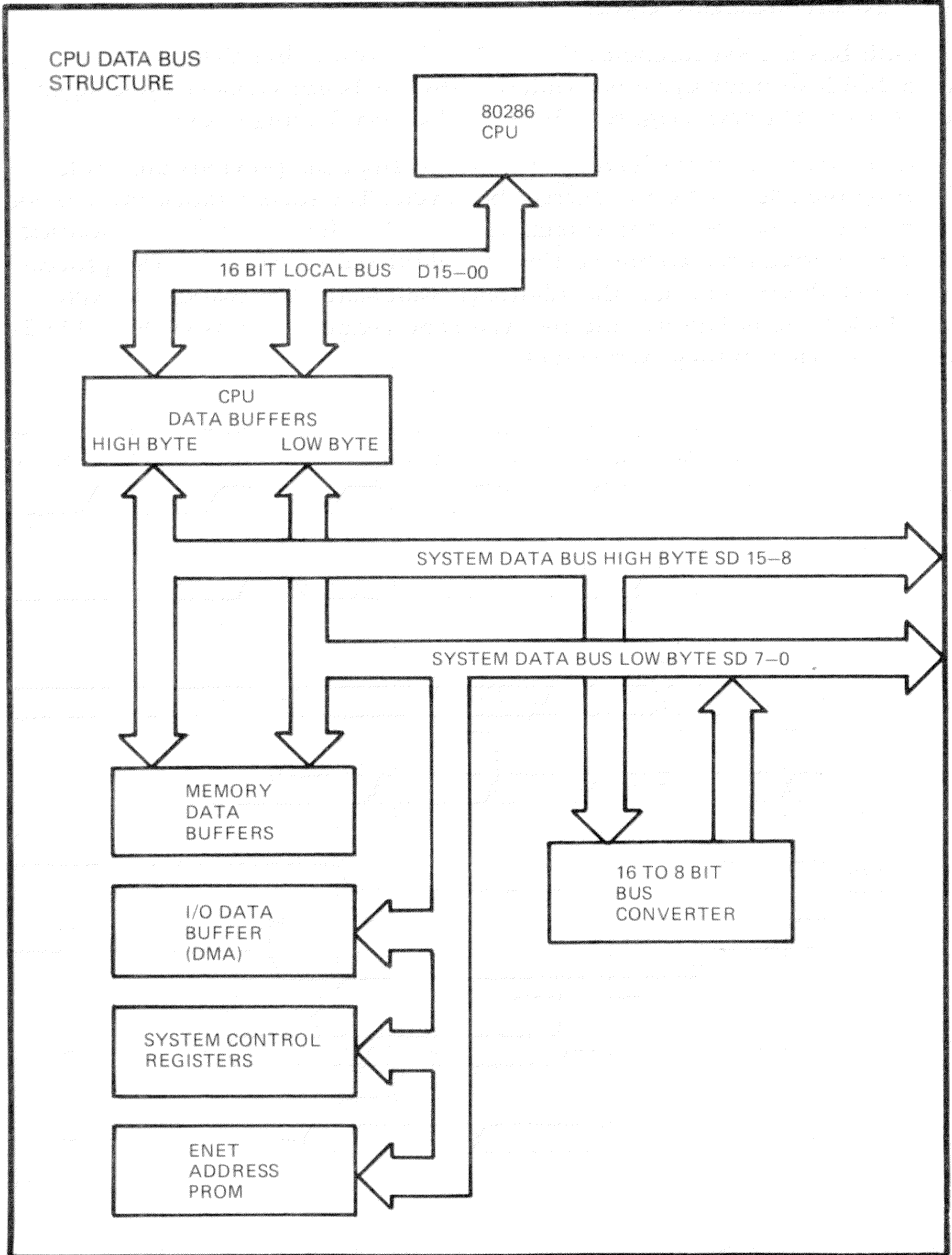 CPU DATA BUS
STRUCTURE
80286
CPU
16 BIT LOCAL BUS D15–00
CPU
DATA BUFFERS
HIGH BYTE LOW BYTE
SYSTEM DATA BUS HIGH BYTE SD 15–8
SYSTEM DATA BUS LOW BYTE SD 7–0
MEMORY
DATA
BUFFERS
16 TO 8 BIT
BUS
CONVERTER
I/O DATA
BUFFER
(DMA)
SYSTEM CONTROL
REGISTERS
ENET
ADDRESS
PROM